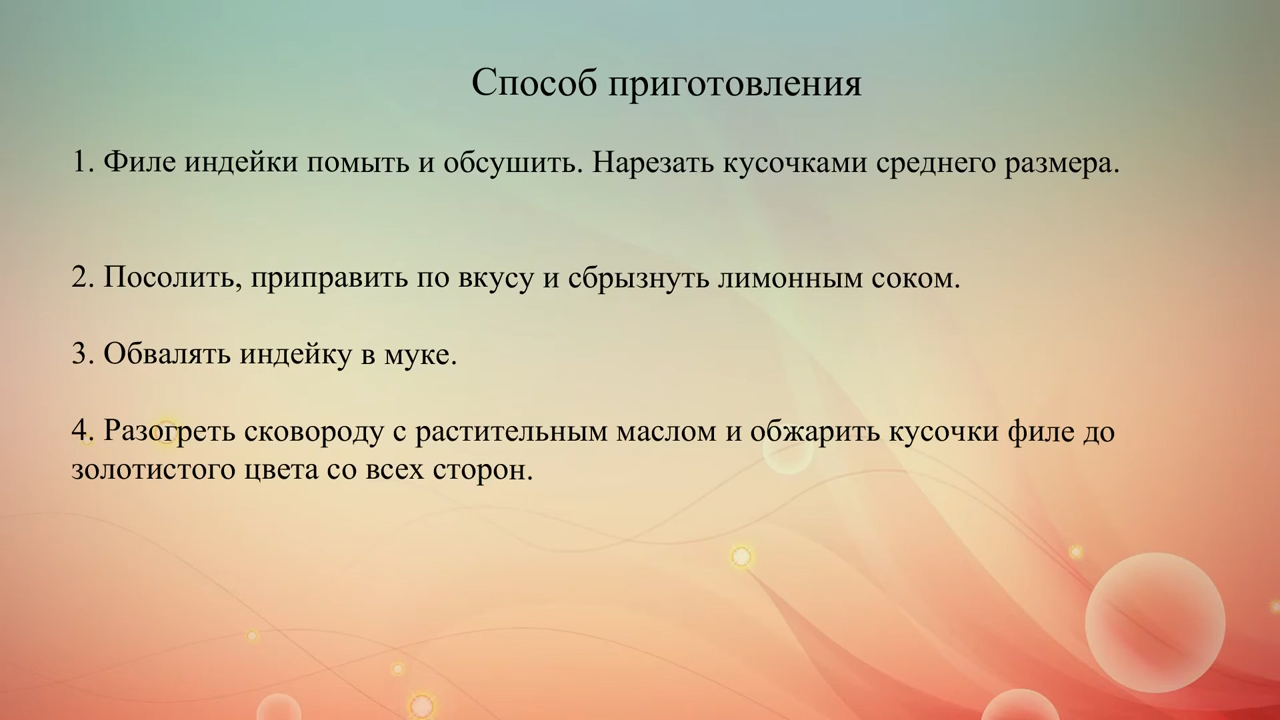 Способ приготовления
1. Филе индейки помыть и обсушить. Нарезать кусочками среднего размера.
2. Посолить, приправить по вкусу и сбрызнуть лимонным соком.
3. Обвалять индейку в муке.
4. Разогреть сковороду с растительным маслом и обжарить кусочки филе до
золотистого цвета со всех сторон.